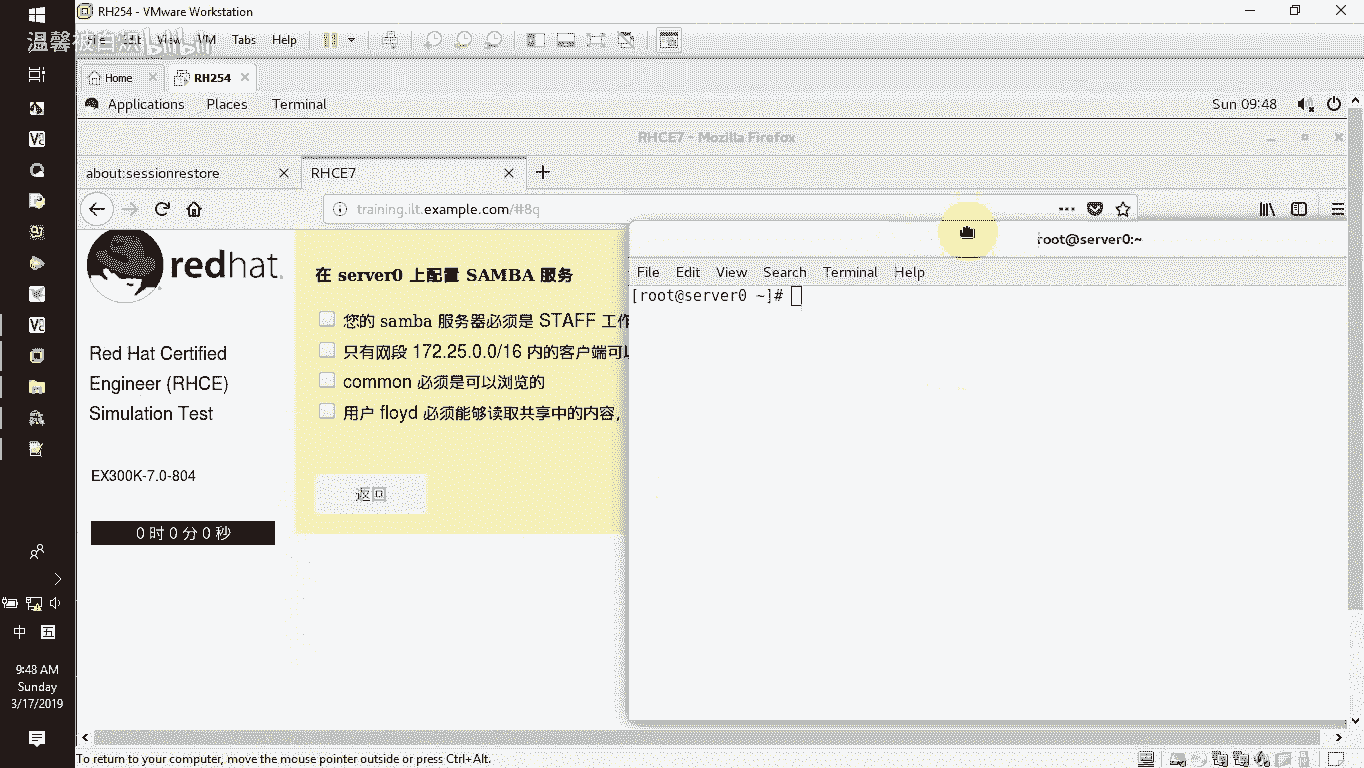 RH254 - VMware Workstation
温馨被白
bilibili
Edit View VM Tabs Help
Home
RH254
Applications Places Terminal
Sun 09:48
RHCE7 - Mozilla Firefox
about:sessionrestore
RHCE7
training.ilt.example.com/#8q
redhat.
在 server0 上配置 SAMBA 服务
您的 samba 服务器必须是 STAFF 工作
只有网段 172.25.0.0/16 内的客户端可以
common 必须是可以浏览的
用户 floyd 必须能够读取共享中的内容，
返回
Red Hat Certified
Engineer (RHCE)
Simulation Test
EX300K-7.0-804
0 时 0 分 0 秒
root@server0:~
File Edit View Search Terminal Help
[root@server0 ~]#
中 五
9:48 AM
Sunday
3/17/2019
To return to your computer, move the mouse pointer outside or press Ctrl+Alt.